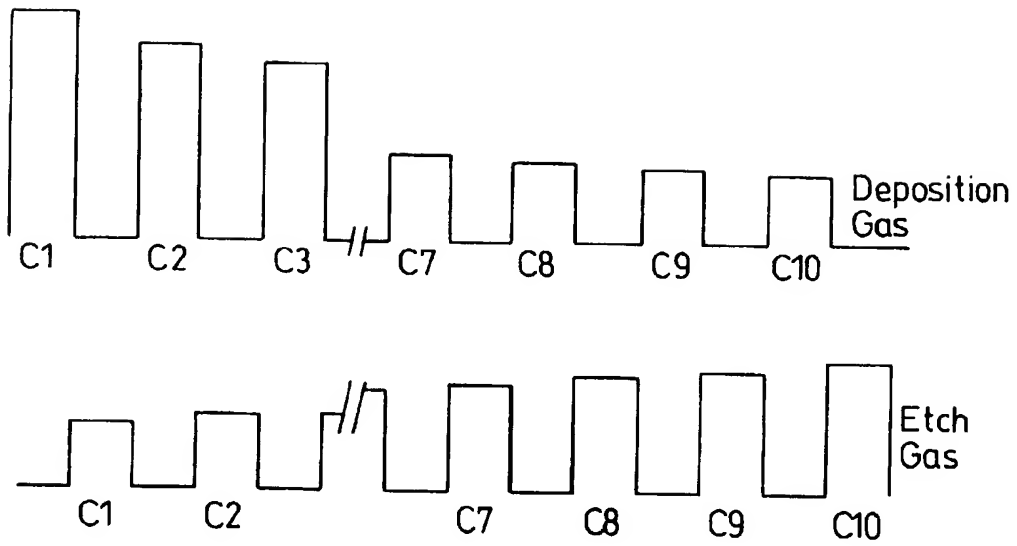 C1 C2 C3 C7 C8 C9 C10
Deposition
Gas
C1 C2 C7 C8 C9 C10
Etch
Gas